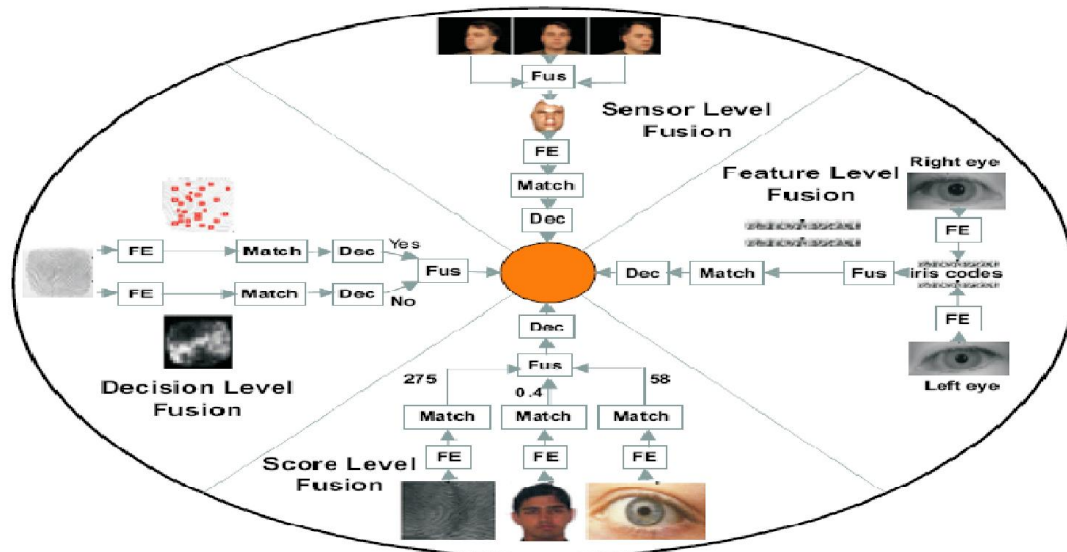 Fus
Sensor Level
Fusion
FE
Match
Dec
Feature Level
Fusion
Right eye
FE
iris codes
Fus
Match
Dec
FE
Left eye
FE
Match
Dec
Yes
Fus
FE
Match
Dec
No
Decision Level
Fusion
Dec
Fus
275
0.4
58
Match
Match
Match
FE
FE
FE
Score Level
Fusion